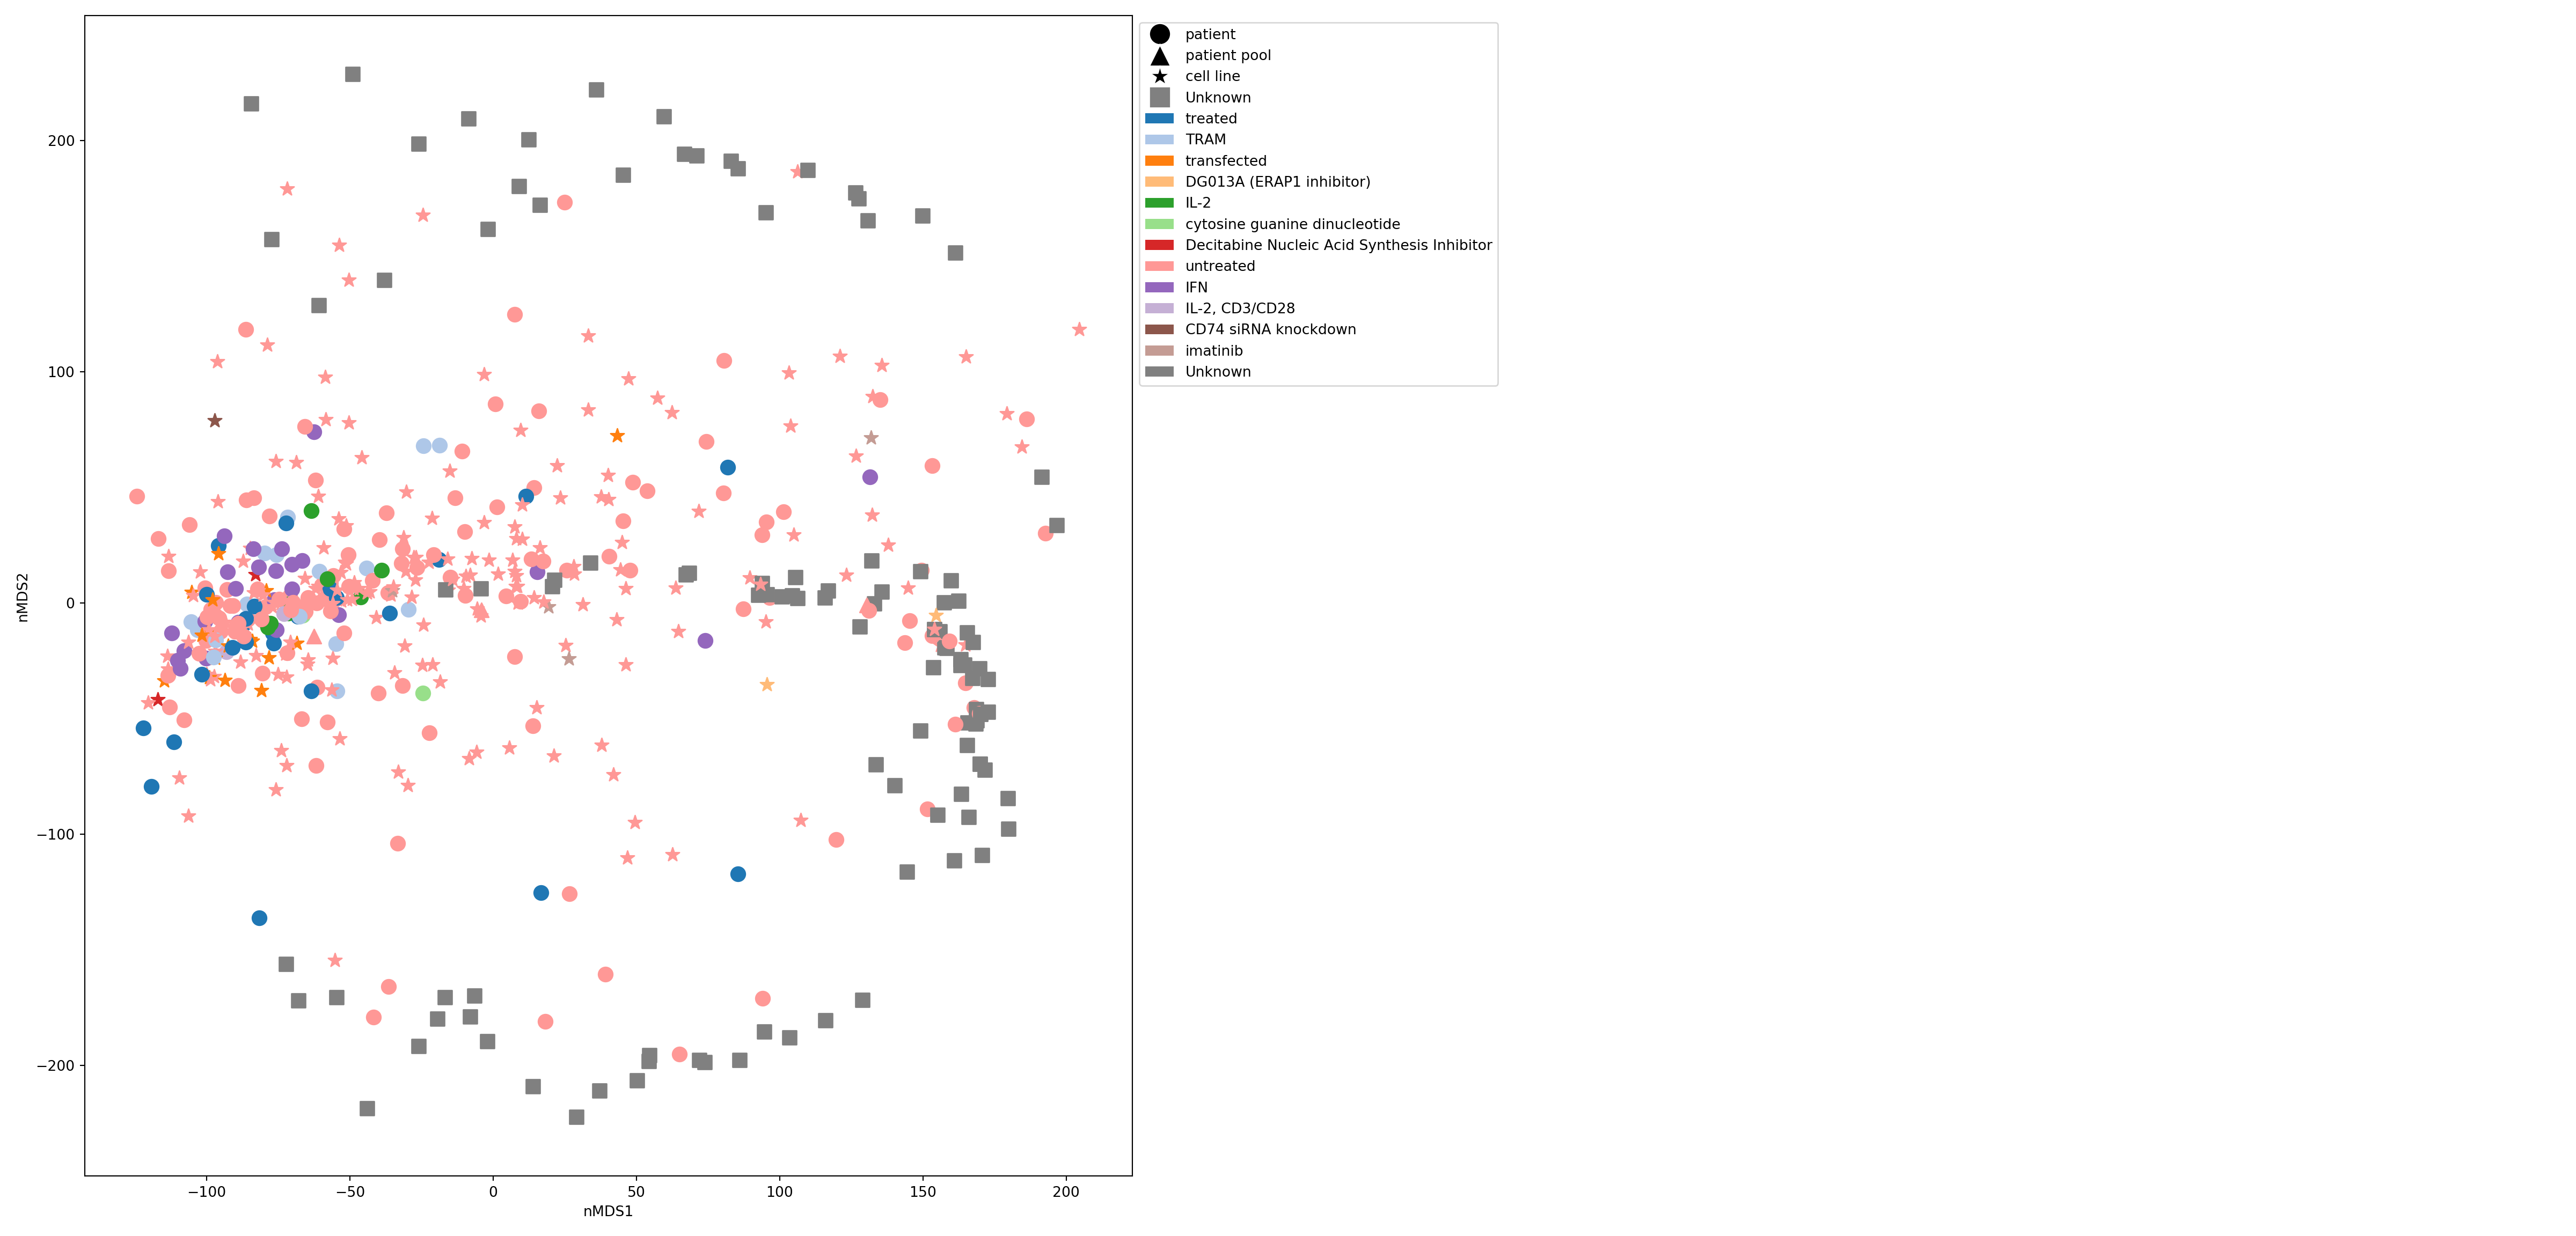 patient
patient pool
cell line
Unknown
treated
TRAM
transfected
DG013A (ERAP1 inhibitor)
IL-2
cytosine guanine dinucleotide
Decitabine Nucleic Acid Synthesis Inhibitor
untreated
IFN
IL-2, CD3/CD28
CD74 siRNA knockdown
imatinib
Unknown
200
100
0
−100
−200
nMDS2
−100 −50 0 50 100 150 200
nMDS1